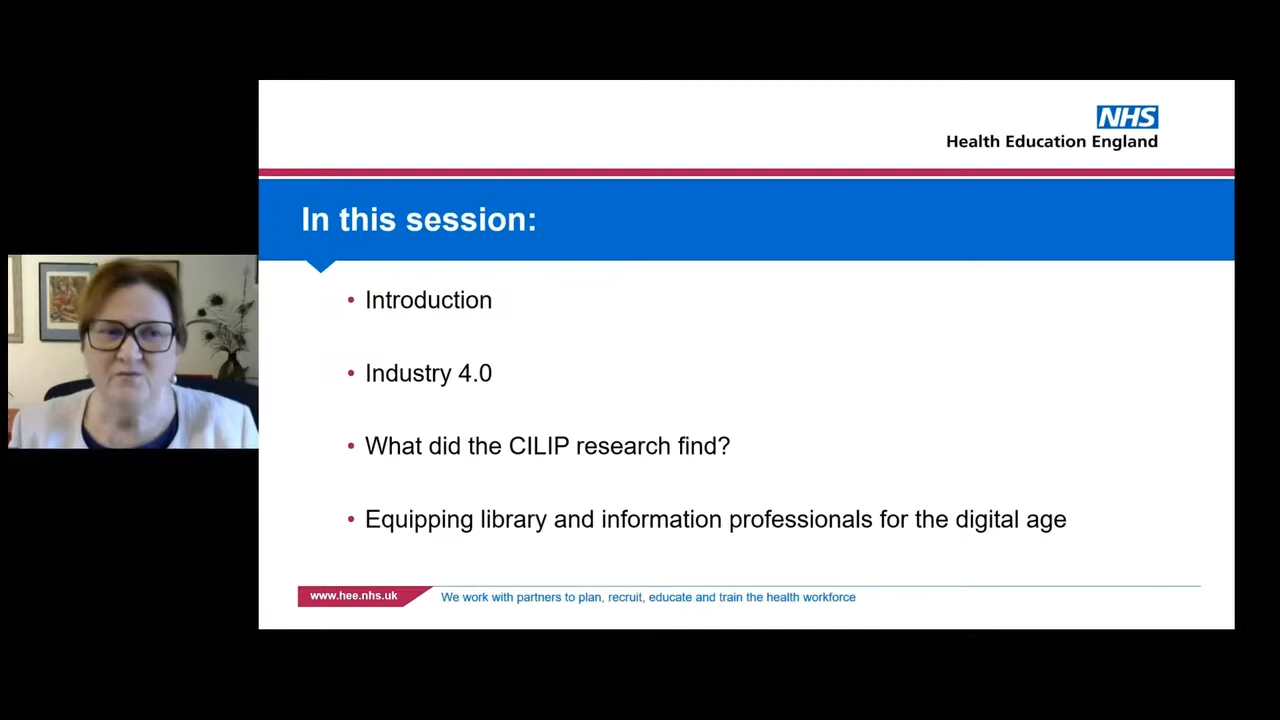 NHS
Health Education England
In this session:
• Introduction
• Industry 4.0
• What did the CILIP research find?
• Equipping library and information professionals for the digital age
www.hee.nhs.uk
We work with partners to plan, recruit, educate and train the health workforce